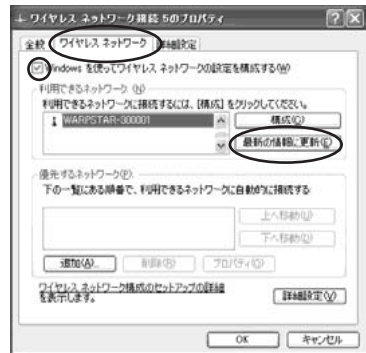 ワイヤレス ネットワーク接続 5のプロパティ
全般 ワイヤレス ネットワーク 詳細設定
Windows を使ってワイヤレス ネットワークの設定を構成する(W)
利用できるネットワーク(N)
利用できるネットワークに接続するには、[構成] をクリックしてください。
WARPSTAR-300001
構成(C)
最新の情報に更新(E)
優先するネットワーク(P):
下の一覧にある順番で、利用できるネットワークに自動的に接続する
上へ移動(U)
下へ移動(D)
追加(A)... 削除(R) プロパティ(O)
ワイヤレス ネットワーク構成のセットアップの詳細
を表示します。
詳細設定(V)
OK キャンセル